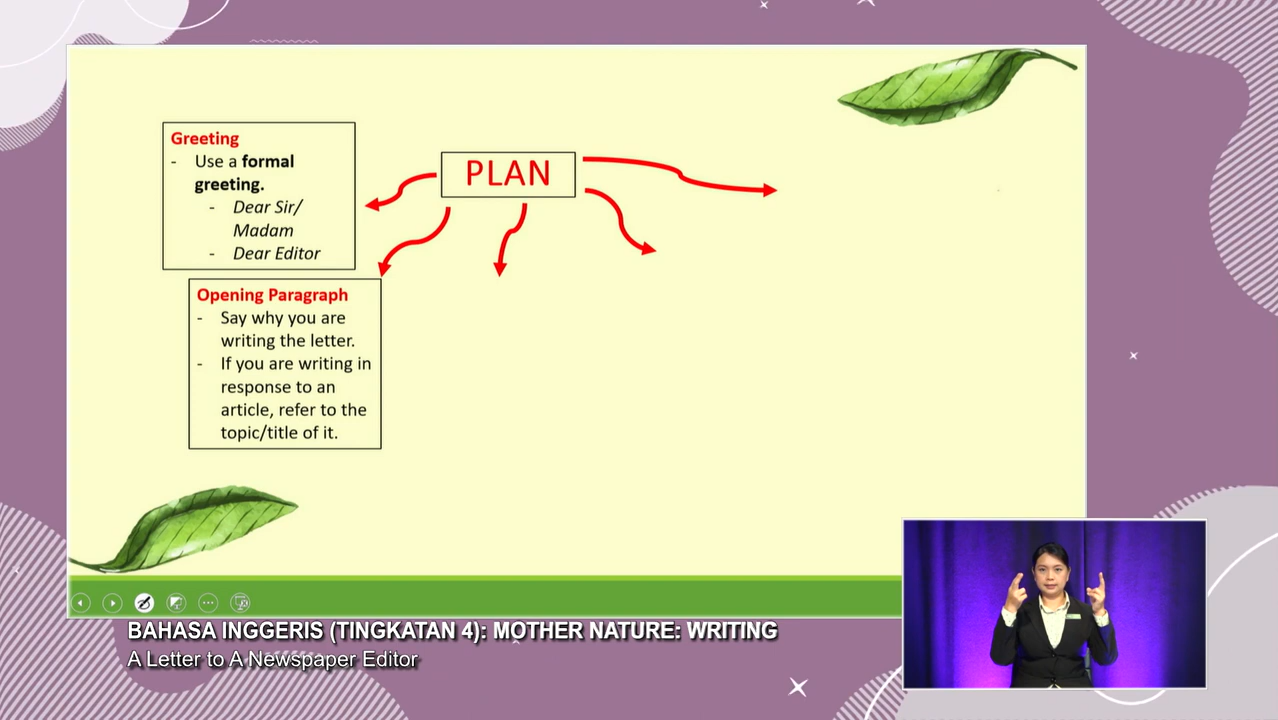 Greeting
- Use a formal
greeting.
- Dear Sir/
Madam
- Dear Editor
PLAN
Opening Paragraph
- Say why you are
writing the letter.
- If you are writing in
response to an
article, refer to the
topic/title of it.
BAHASA INGGERIS (TINGKATAN 4): MOTHER NATURE: WRITING
A Letter to A Newspaper Editor